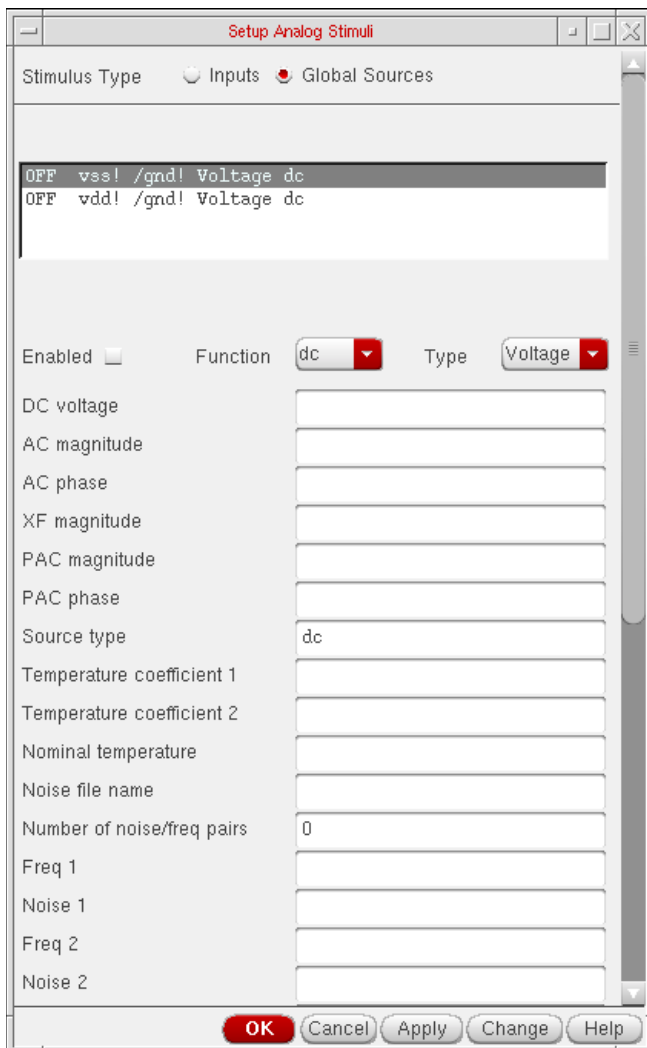 Setup Analog Stimuli
Stimulus Type Inputs Global Sources
OFF vss! /gnd! Voltage dc
OFF vdd! /gnd! Voltage dc
Enabled Function dc Type Voltage
DC voltage
AC magnitude
AC phase
XF magnitude
PAC magnitude
PAC phase
Source type dc
Temperature coefficient 1
Temperature coefficient 2
Nominal temperature
Noise file name
Number of noise/freq pairs 0
Freq 1
Noise 1
Freq 2
Noise 2
OK Cancel Apply Change Help